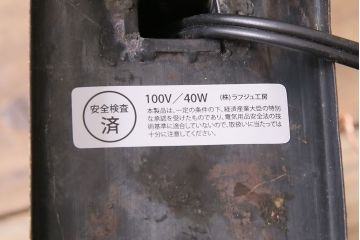 安全検査
済
100V／40W （株）ラフジュ工房
本製品は、一定の条件の下、経済産業大臣の特別
な承認を受けたものであり、電気用品安全法の技
術基準に適合していないので、取扱いに当たっては
十分に注意してください。